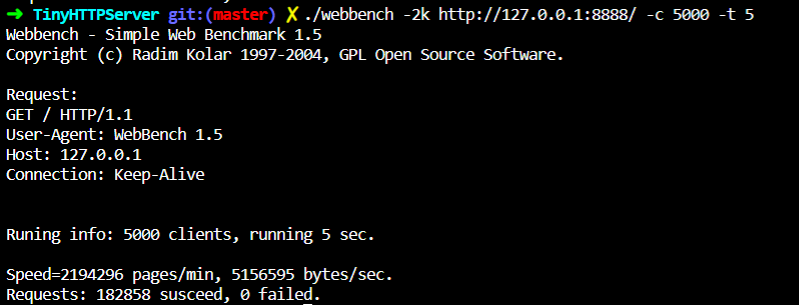 ➜ TinyHTTPServer git:(master) ✗ ./webbench -2k http://127.0.0.1:8888/ -c 5000 -t 5
Webbench - Simple Web Benchmark 1.5
Copyright (c) Radim Kolar 1997-2004, GPL Open Source Software.
Request:
GET / HTTP/1.1
User-Agent: WebBench 1.5
Host: 127.0.0.1
Connection: Keep-Alive
Runing info: 5000 clients, running 5 sec.
Speed=2194296 pages/min, 5156595 bytes/sec.
Requests: 182858 susceed, 0 failed.